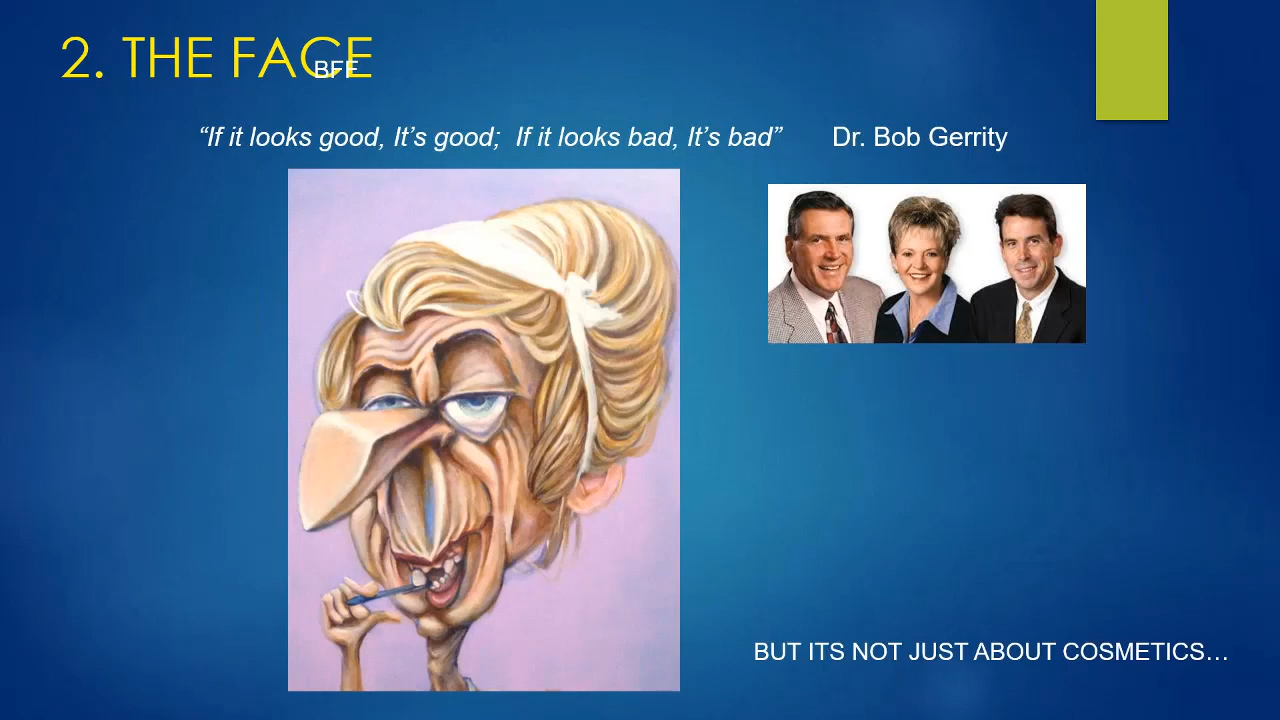 2. THE FACE
BFF
“If it looks good, It’s good;  If it looks bad, It’s bad” Dr. Bob Gerrity
BUT ITS NOT JUST ABOUT COSMETICS…